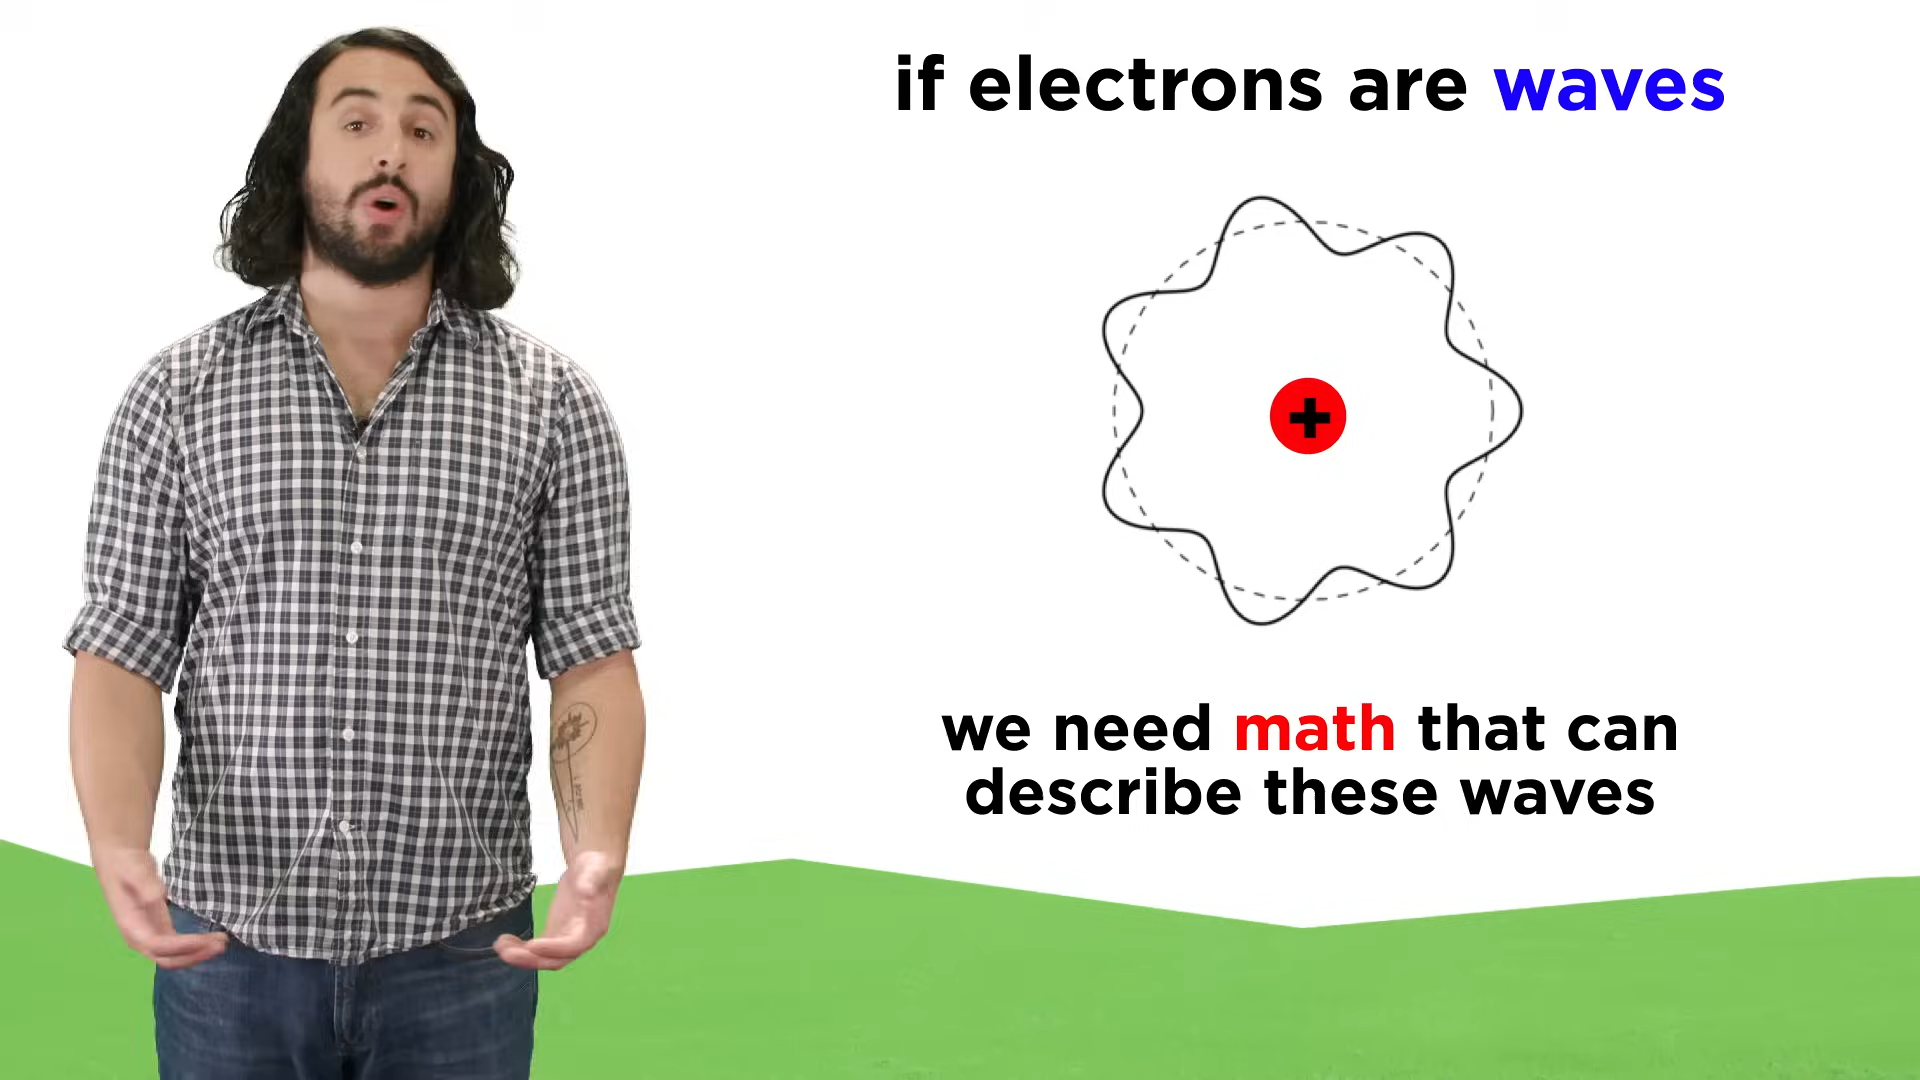 if electrons are waves
+
we need math that can
describe these waves